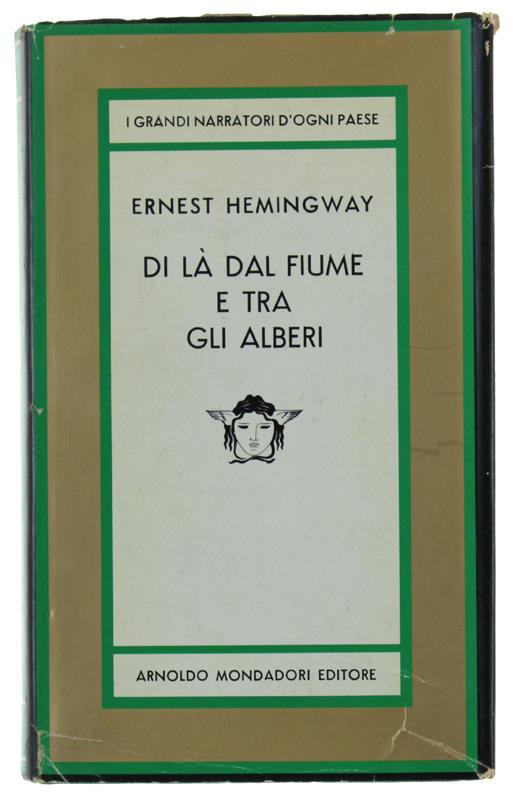 I GRANDI NARRATORI D'OGNI PAESE
ERNEST HEMINGWAY
DI LÀ DAL FIUME
E TRA
GLI ALBERI
ARNOLDO MONDADORI EDITORE